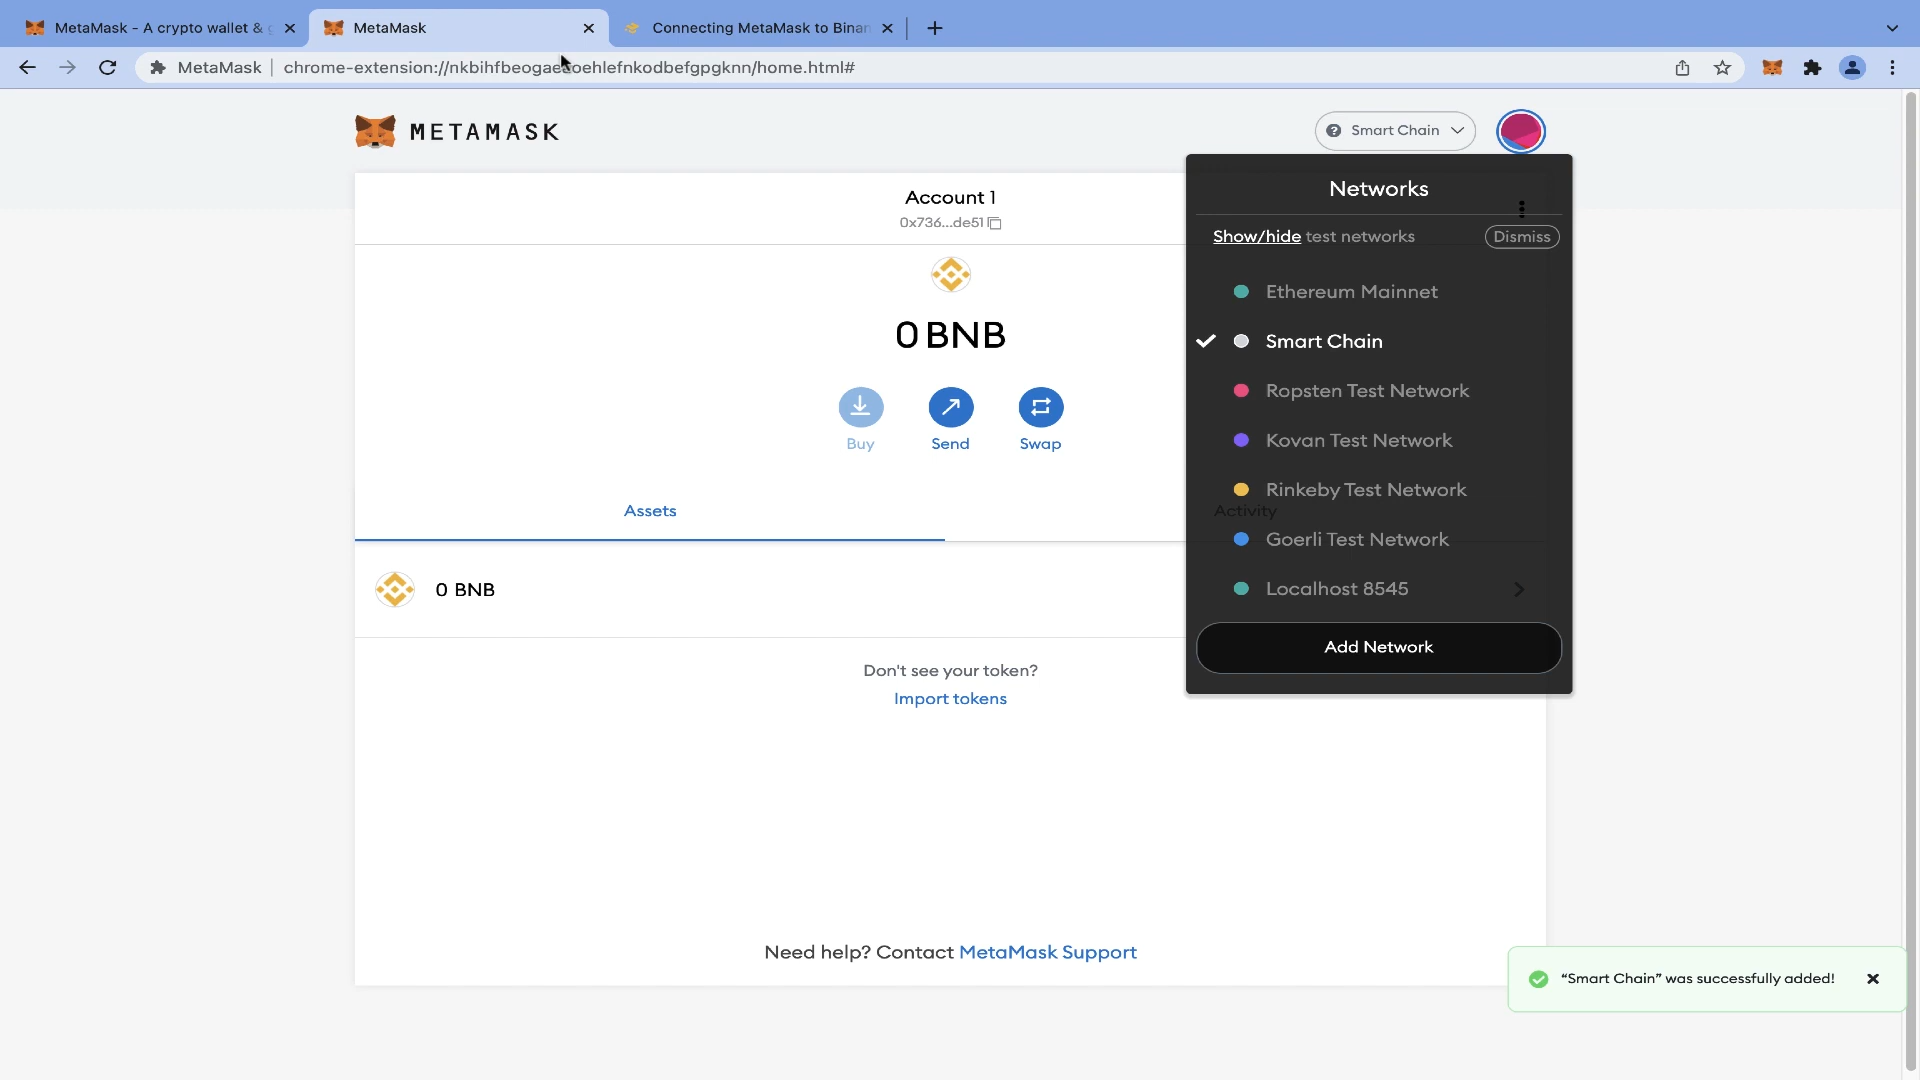 MetaMask - A crypto wallet &
MetaMask
Connecting MetaMask to Binan
MetaMask
chrome-extension://nkbihfbeogaeaoehlefnkodbefgpgknn/home.html#
METAMASK
Smart Chain
Account 1
0x736...de51
0 BNB
Buy
Send
Swap
Assets
Activity
0 BNB
Don't see your token?
Import tokens
Need help? Contact MetaMask Support
Networks
Show/hide test networks
Dismiss
Ethereum Mainnet
Smart Chain
Ropsten Test Network
Kovan Test Network
Rinkeby Test Network
Goerli Test Network
Localhost 8545
Add Network
“Smart Chain” was successfully added!